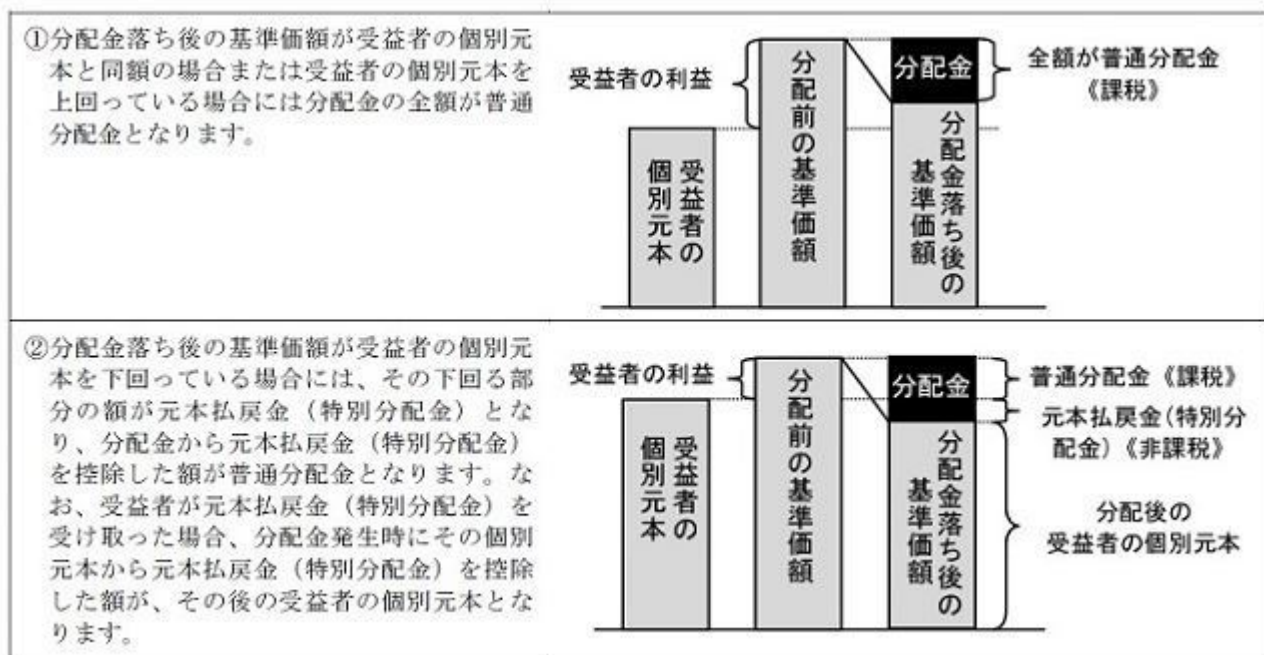 ①分配金落ち後の基準価額が受益者の個別元
本と同額の場合または受益者の個別元本を
上回っている場合には分配金の全額が普通
分配金となります。
受益者の利益
受益者の
個別元本
分配前の基準価額
分配金
分配金落ち後の
基準価額
全額が普通分配金
《課税》
②分配金落ち後の基準価額が受益者の個別元
本を下回っている場合には、その下回る部
分の額が元本払戻金（特別分配金）とな
り、分配金から元本払戻金（特別分配金）
を控除した額が普通分配金となります。な
お、受益者が元本払戻金（特別分配金）を
受け取った場合、分配金発生時にその個別
元本から元本払戻金（特別分配金）を控除
した額が、その後の受益者の個別元本とな
ります。
受益者の利益
受益者の
個別元本
分配前の基準価額
分配金
分配金落ち後の
基準価額
普通分配金《課税》
元本払戻金(特別分
配金)《非課税》
分配後の
受益者の個別元本